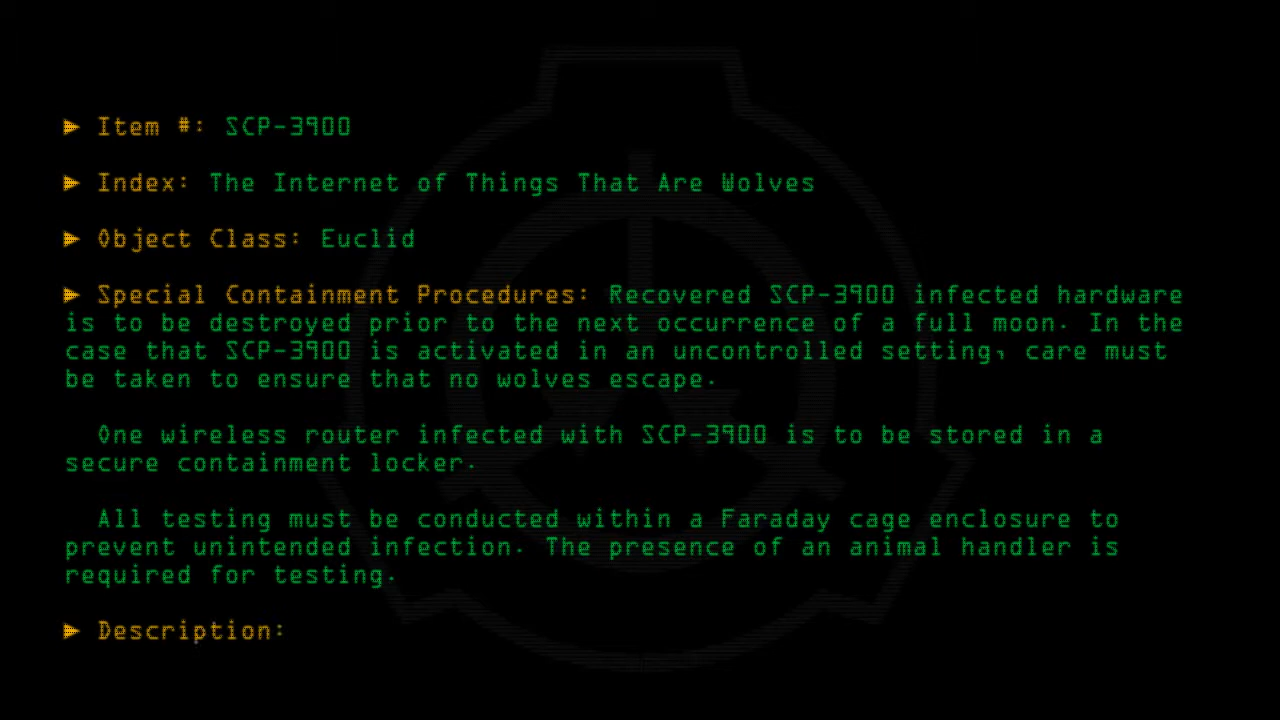 ► Item #: SCP-3900
► Index: The Internet of Things That Are Wolves
► Object Class: Euclid
► Special Containment Procedures: Recovered SCP-3900 infected hardware
is to be destroyed prior to the next occurrence of a full moon. In the
case that SCP-3900 is activated in an uncontrolled setting, care must
be taken to ensure that no wolves escape.
One wireless router infected with SCP-3900 is to be stored in a
secure containment locker.
All testing must be conducted within a Faraday cage enclosure to
prevent unintended infection. The presence of an animal handler is
required for testing.
► Description: